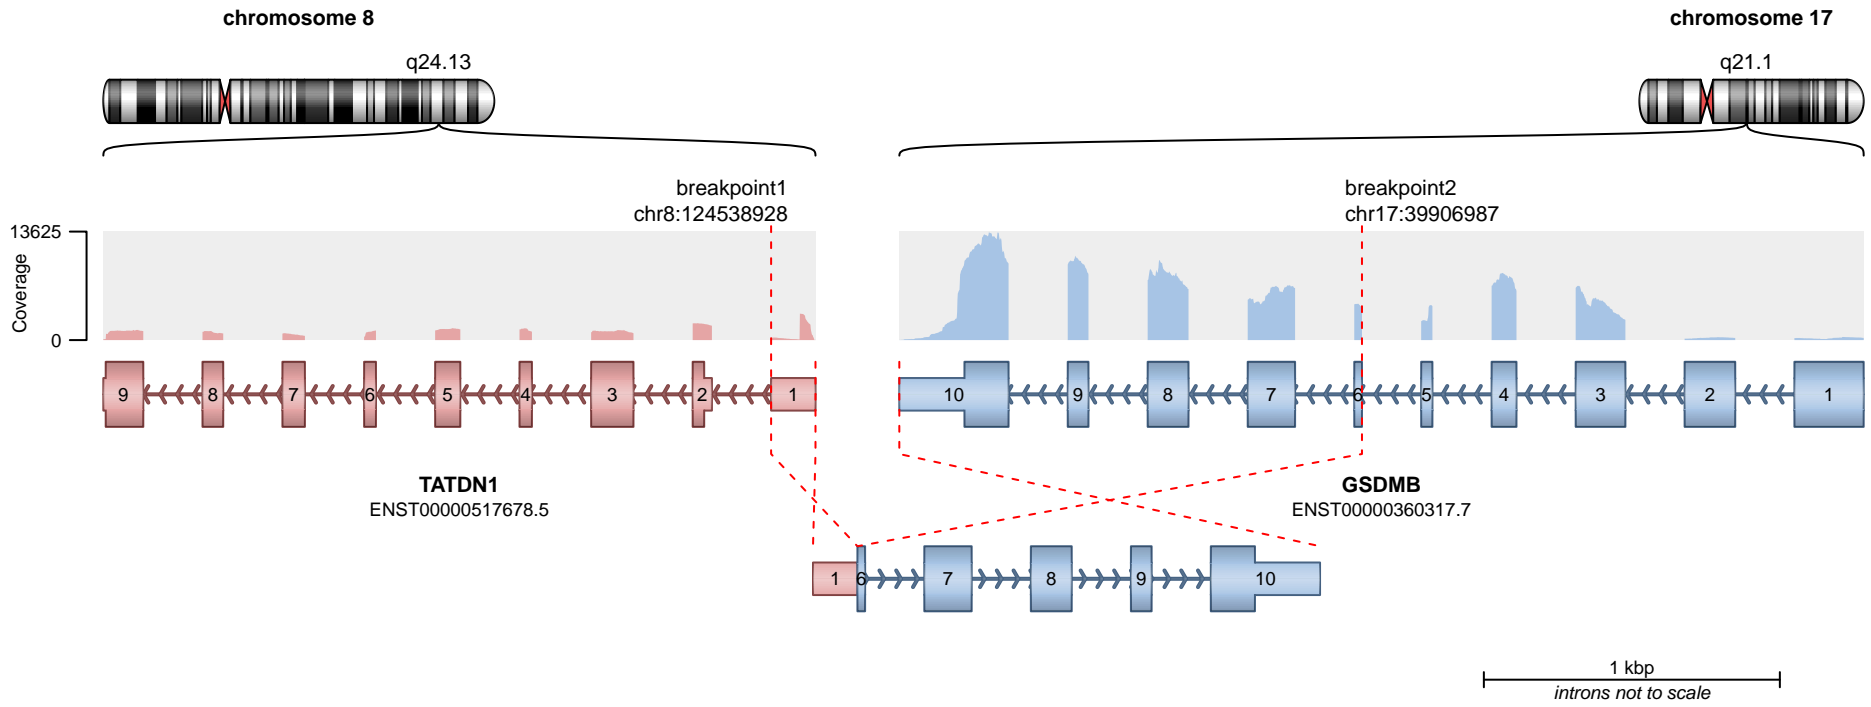 chromosome 8
chromosome 17
q24.13
q21.1
breakpoint1
chr8:124538928
breakpoint2
chr17:39906987
13625
0
Coverage
9 8 7 6 5 4 3 2 1
10 9 8 7 6 5 4 3 2 1
TATDN1
ENST00000517678.5
GSDMB
ENST00000360317.7
1 6 7 8 9 10
1 kbp
introns not to scale